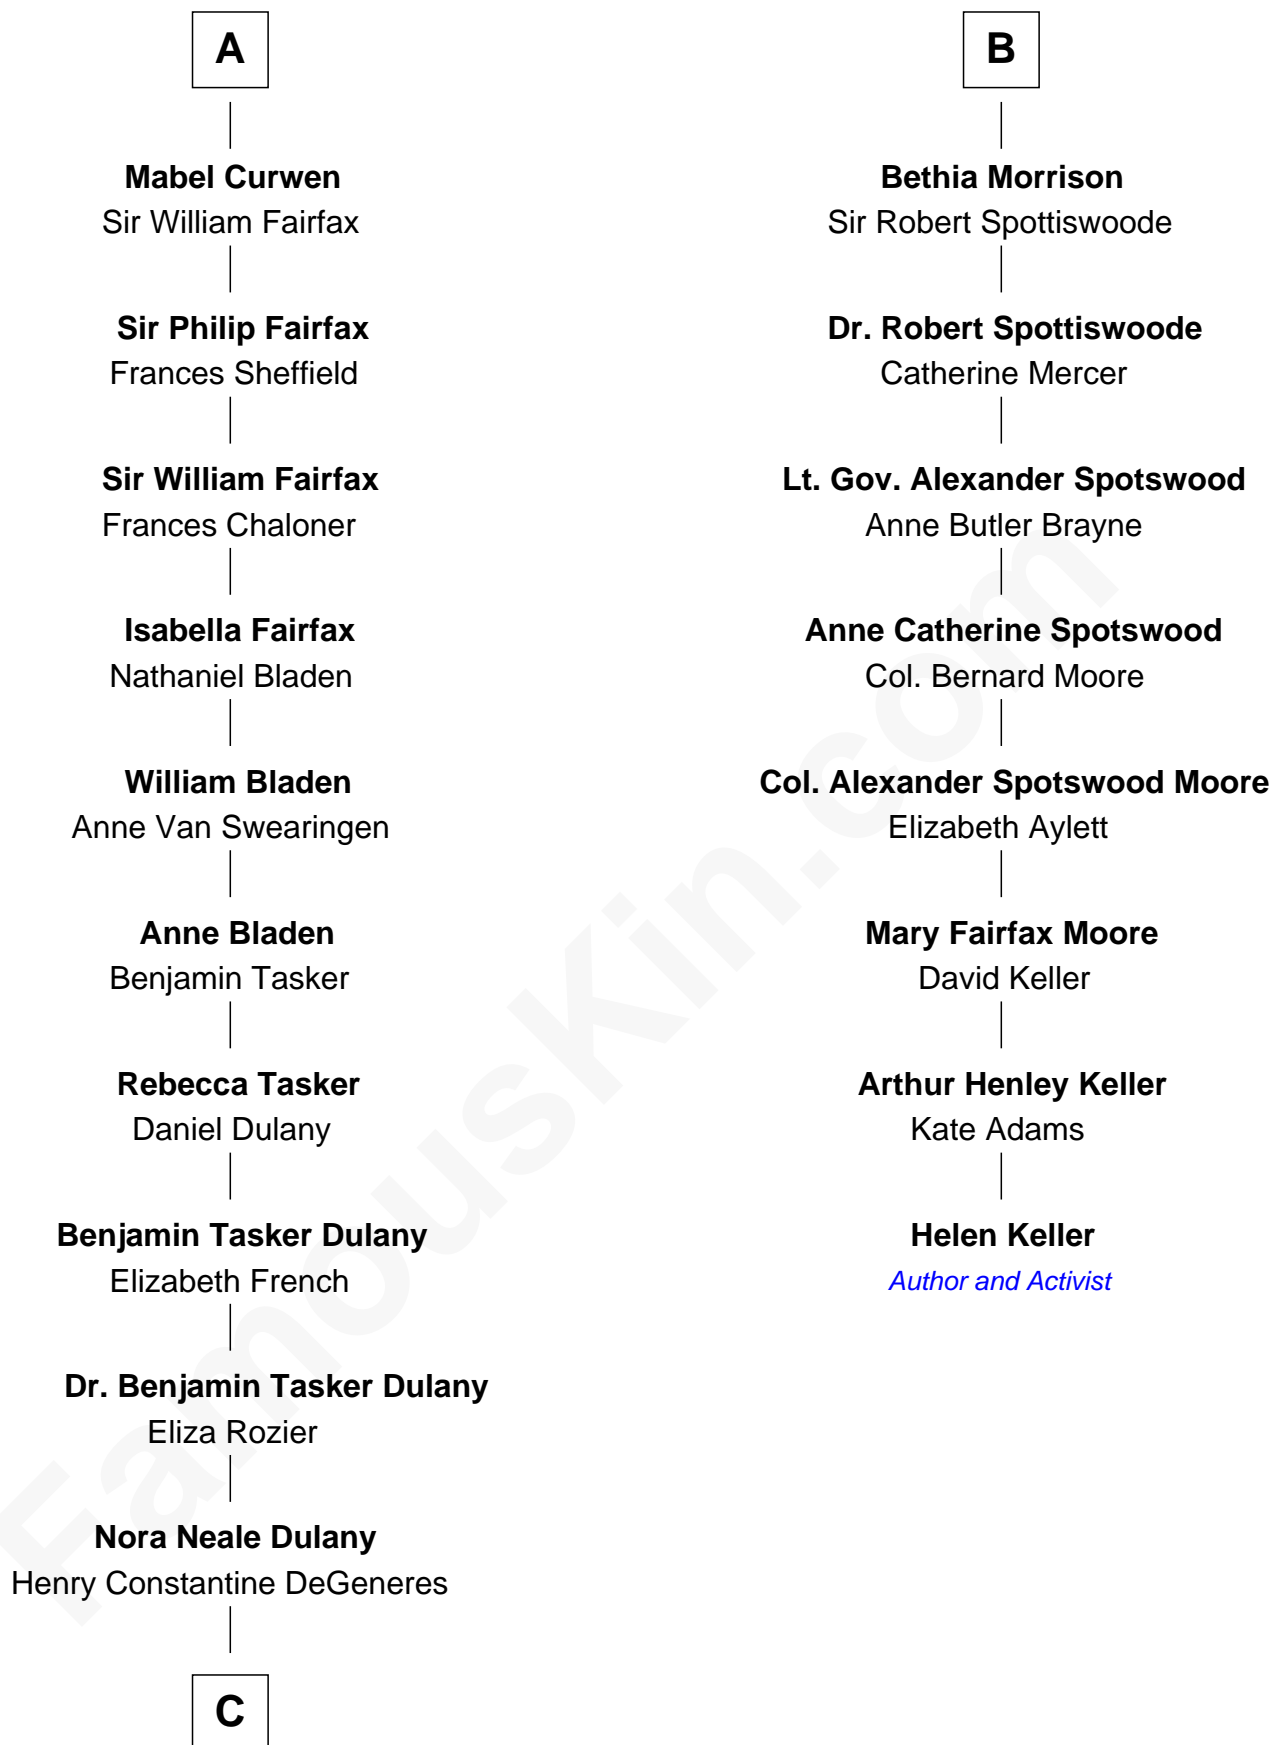 A
Mabel Curwen
Sir William Fairfax
Sir Philip Fairfax
Frances Sheffield
Sir William Fairfax
Frances Chaloner
Isabella Fairfax
Nathaniel Bladen
William Bladen
Anne Van Swearingen
Anne Bladen
Benjamin Tasker
Rebecca Tasker
Daniel Dulany
Benjamin Tasker Dulany
Elizabeth French
Dr. Benjamin Tasker Dulany
Eliza Rozier
Nora Neale Dulany
Henry Constantine DeGeneres
C
B
Bethia Morrison
Sir Robert Spottiswoode
Dr. Robert Spottiswoode
Catherine Mercer
Lt. Gov. Alexander Spotswood
Anne Butler Brayne
Anne Catherine Spotswood
Col. Bernard Moore
Col. Alexander Spotswood Moore
Elizabeth Aylett
Mary Fairfax Moore
David Keller
Arthur Henley Keller
Kate Adams
Helen Keller
Author and Activist
FamousKin.com